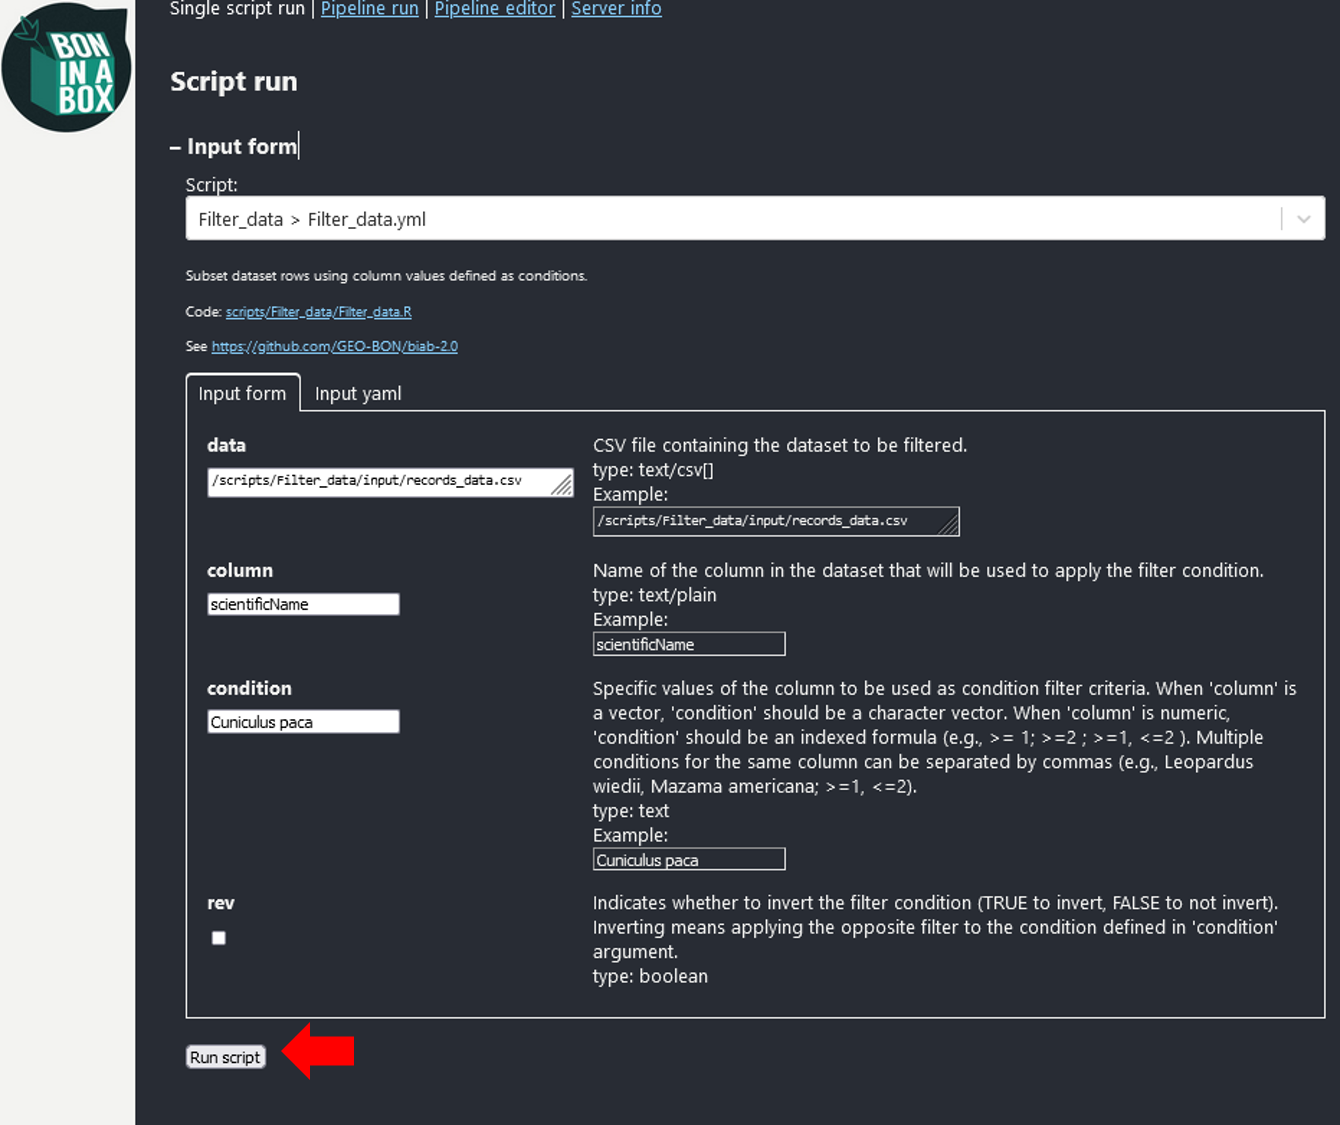 BON
IN A
BOX
Single script run | Pipeline run | Pipeline editor | Server info
Script run
– Input form
Script:
Filter_data > Filter_data.yml
Subset dataset rows using column values defined as conditions.
Code: scripts/Filter_data/Filter_data.R
See https://github.com/GEO-BON/biab-2.0
Input form Input yaml
data
/scripts/Filter_data/input/records_data.csv
CSV file containing the dataset to be filtered.
type: text/csv[]
Example:
/scripts/Filter_data/input/records_data.csv
column
scientificName
Name of the column in the dataset that will be used to apply the filter condition.
type: text/plain
Example:
scientificName
condition
Cuniculus paca
Specific values of the column to be used as condition filter criteria. When 'column' is
a vector, 'condition' should be a character vector. When 'column' is numeric,
'condition' should be an indexed formula (e.g., >= 1; >=2 ; >=1, <=2 ). Multiple
conditions for the same column can be separated by commas (e.g., Leopardus
wiedii, Mazama americana; >=1, <=2).
type: text
Example:
Cuniculus paca
rev
Indicates whether to invert the filter condition (TRUE to invert, FALSE to not invert).
Inverting means applying the opposite filter to the condition defined in 'condition'
argument.
type: boolean
Run script